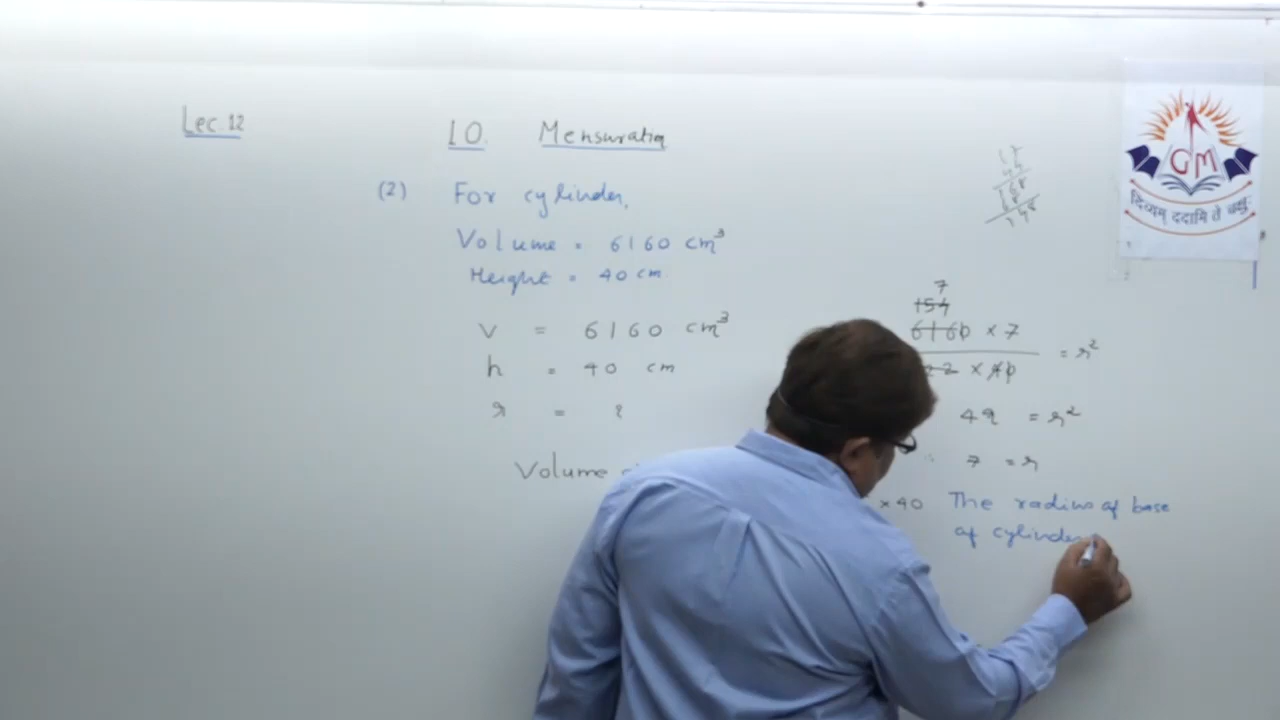 Lec 12
10. Mensuration
(2) For cylinder,
Volume = 6160 cm³
Height = 40 cm.
V = 6160 cm³
h = 40 cm
r = ?
Volume
7
154
6160 × 7
× 40 = r²
49 = r²
∴ 7 = r
×40
The radius of base
of cylinder
GM
दिव्यम् ददामि ते चक्षुः